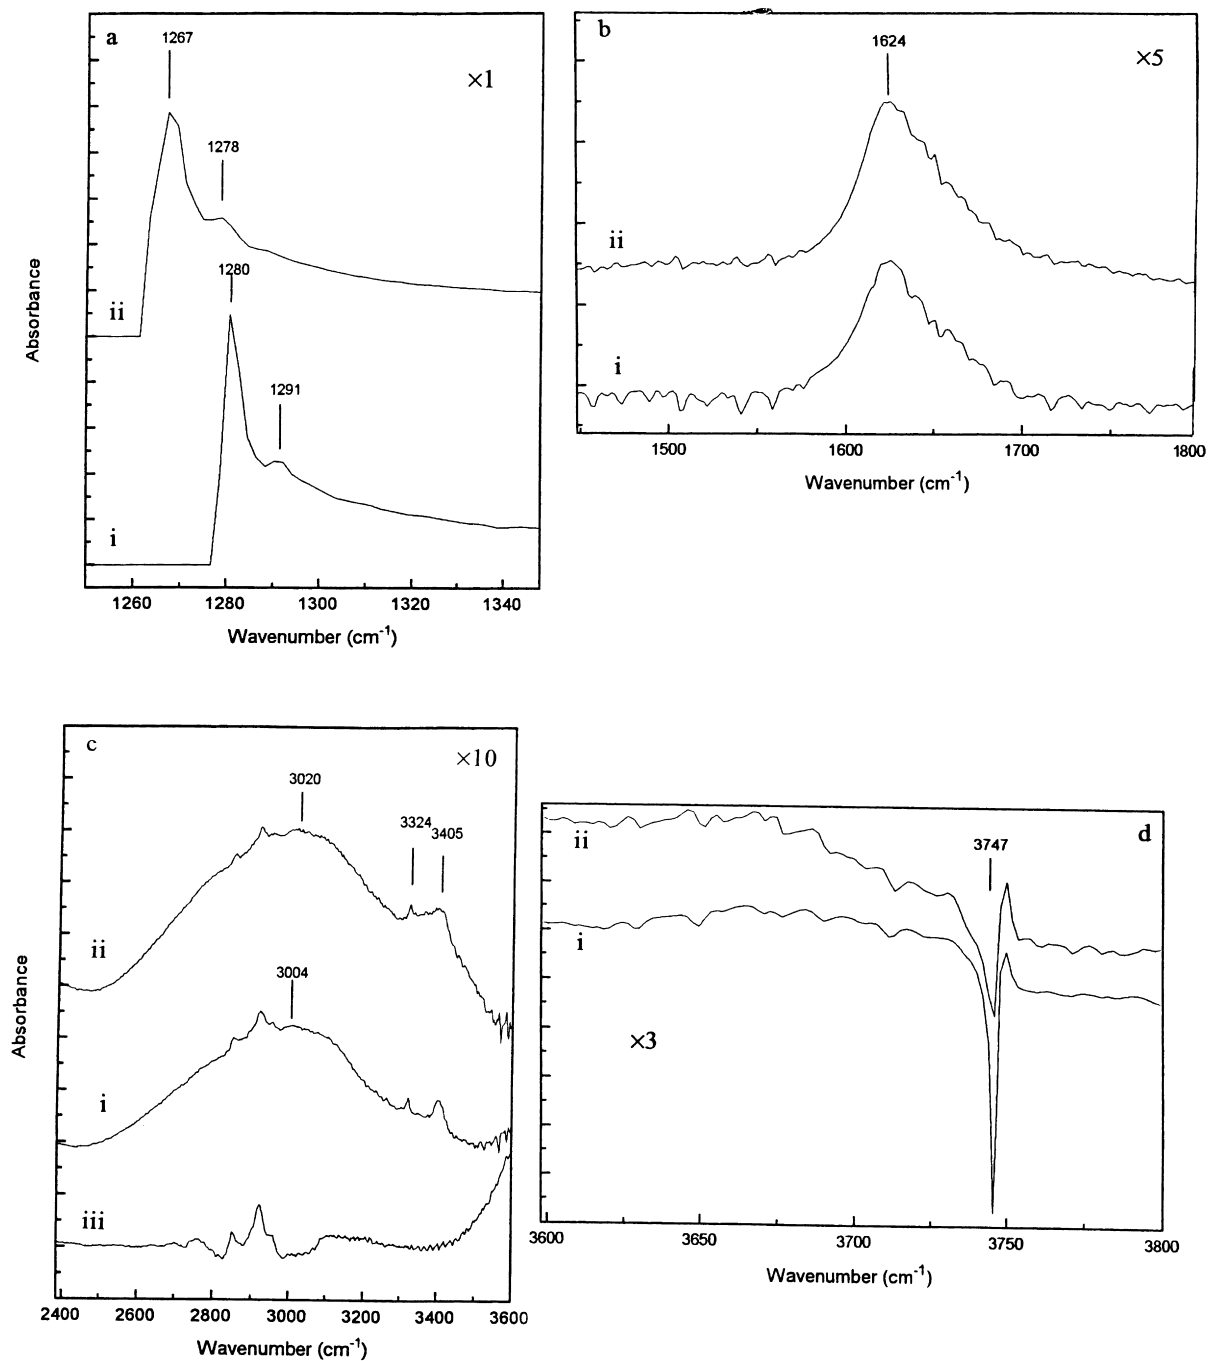 a
1267
×1
1278
1280
ii
1291
i
Absorbance
1260 1280 1300 1320 1340
Wavenumber (cm-1)
b
1624
×5
ii
i
1500 1600 1700 1800
Wavenumber (cm-1)
c
×10
3020
3324
3405
ii
3004
i
iii
Absorbance
2400 2600 2800 3000 3200 3400 3600
Wavenumber (cm-1)
ii
d
3747
i
×3
3600 3650 3700 3750 3800
Wavenumber (cm-1)